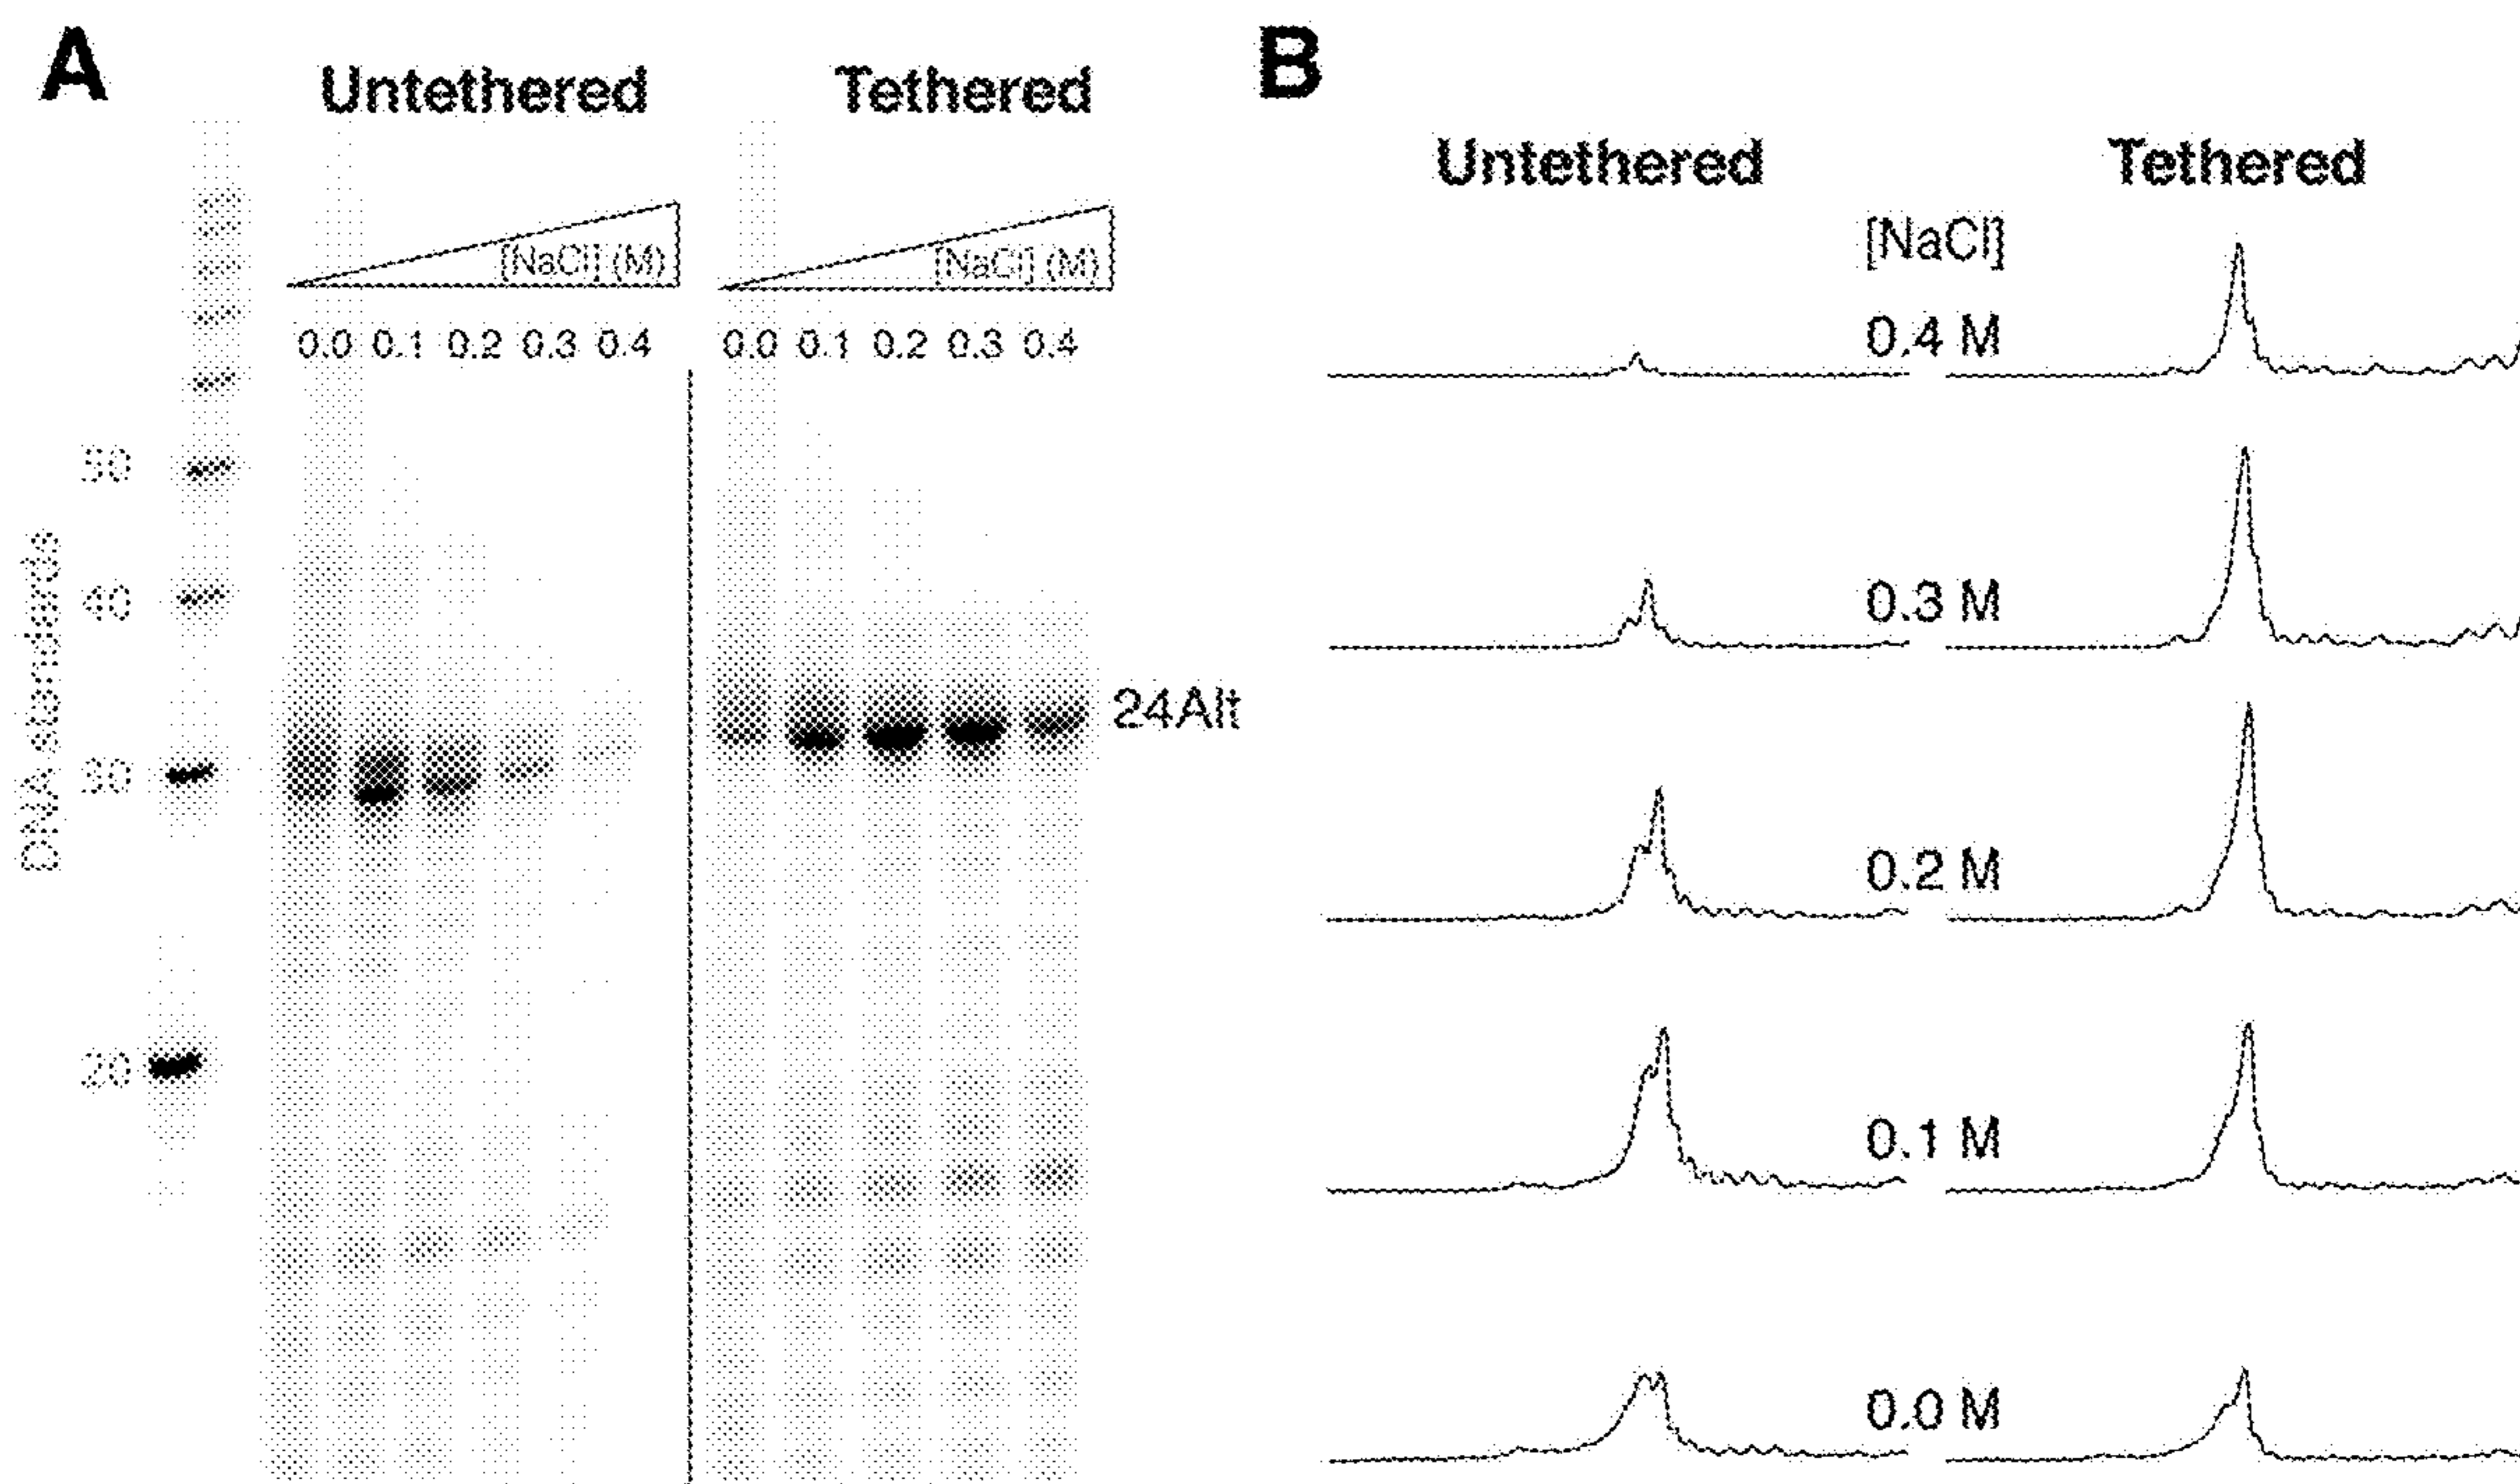 A
Untethered Tethered
[NaCl] (M) [NaCl] (M)
0.0 0.1 0.2 0.3 0.4 0.0 0.1 0.2 0.3 0.4
DNA standards
50
40
30
20
24Alt
B
Untethered Tethered
[NaCl]
0.4 M
0.3 M
0.2 M
0.1 M
0.0 M